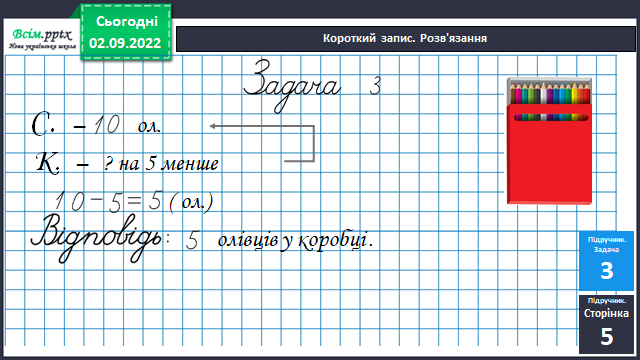 Всім.pptx
Нова українська школа
Сьогодні
02.09.2022
Короткий запис. Розв'язання
Задача 3
С. – 10 ол.
К. – ? на 5 менше
10 – 5 = 5 ( ол.)
Відповідь: 5 олівців у коробці.
Підручник.
Задача
3
Підручник.
Сторінка
5